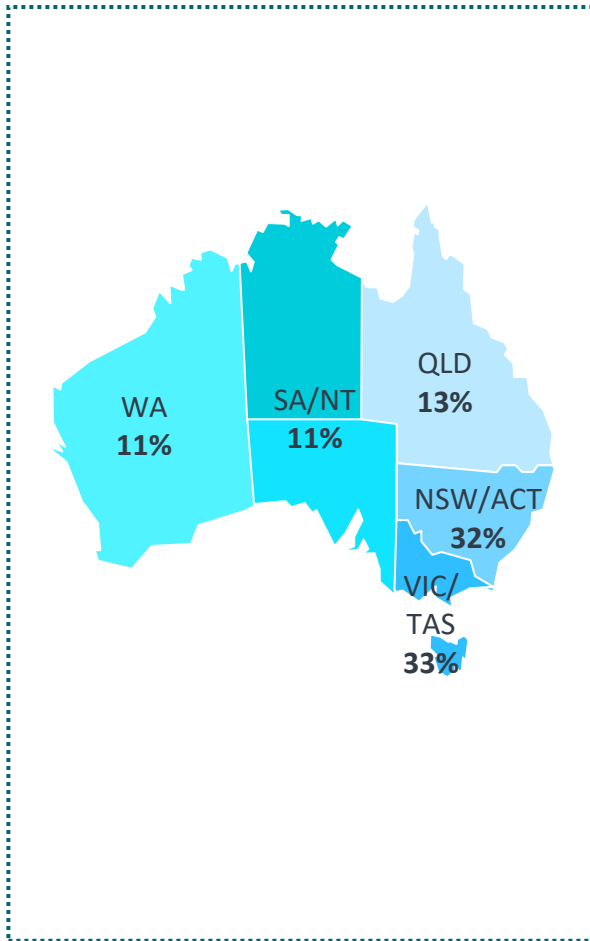 WA
11%
SA/NT
11%
QLD
13%
NSW/ACT
32%
VIC/
TAS
33%